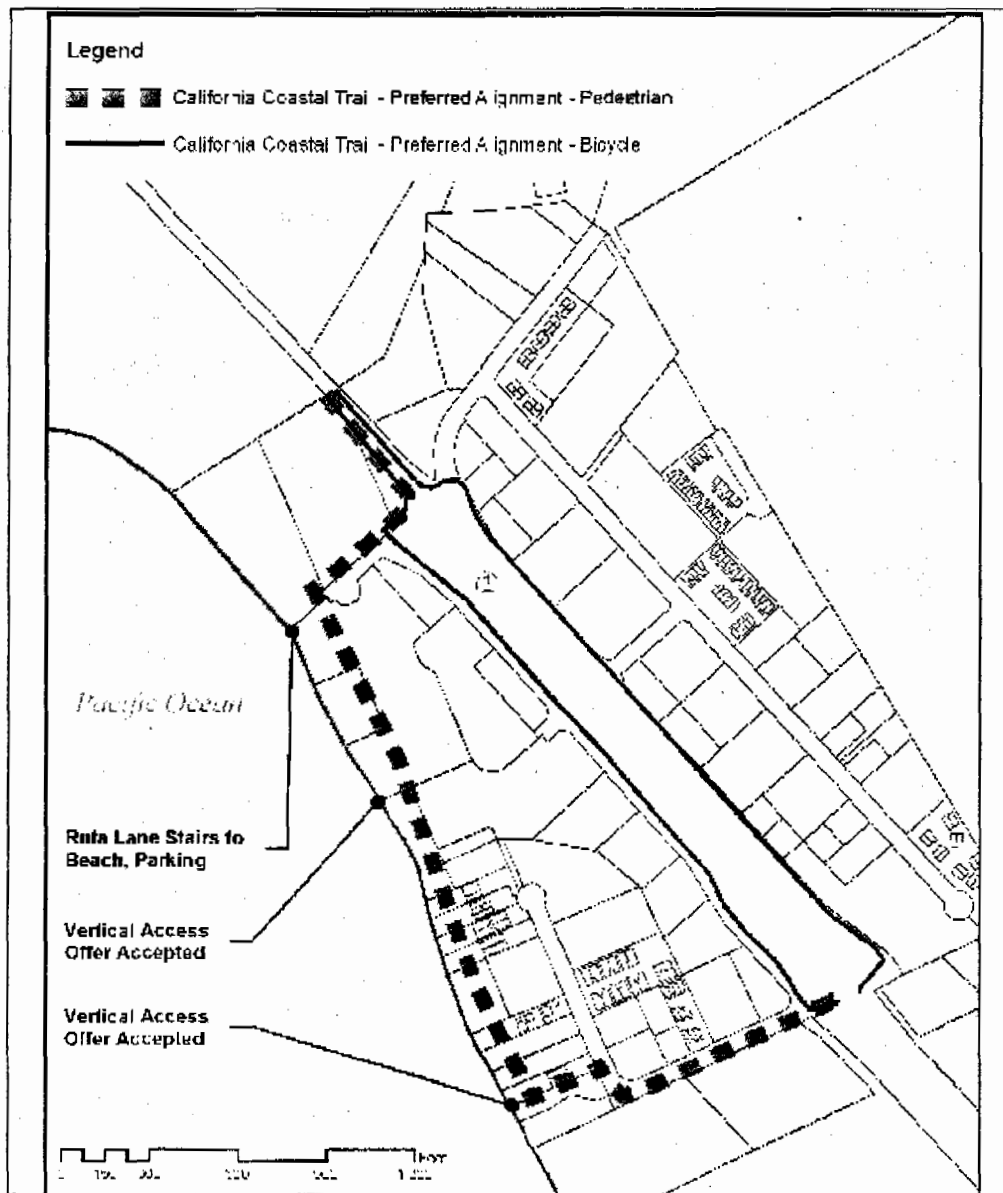 Legend
California Coastal Trai - Preferred A ignment - Pedestrian
California Coastal Trai - Preferred A ignment - Bicycle
Pacific Ocean
Lane Stairs to
Beach, Parking
Vertical Access
Offer Accepted
Vertical Access
Offer Accepted